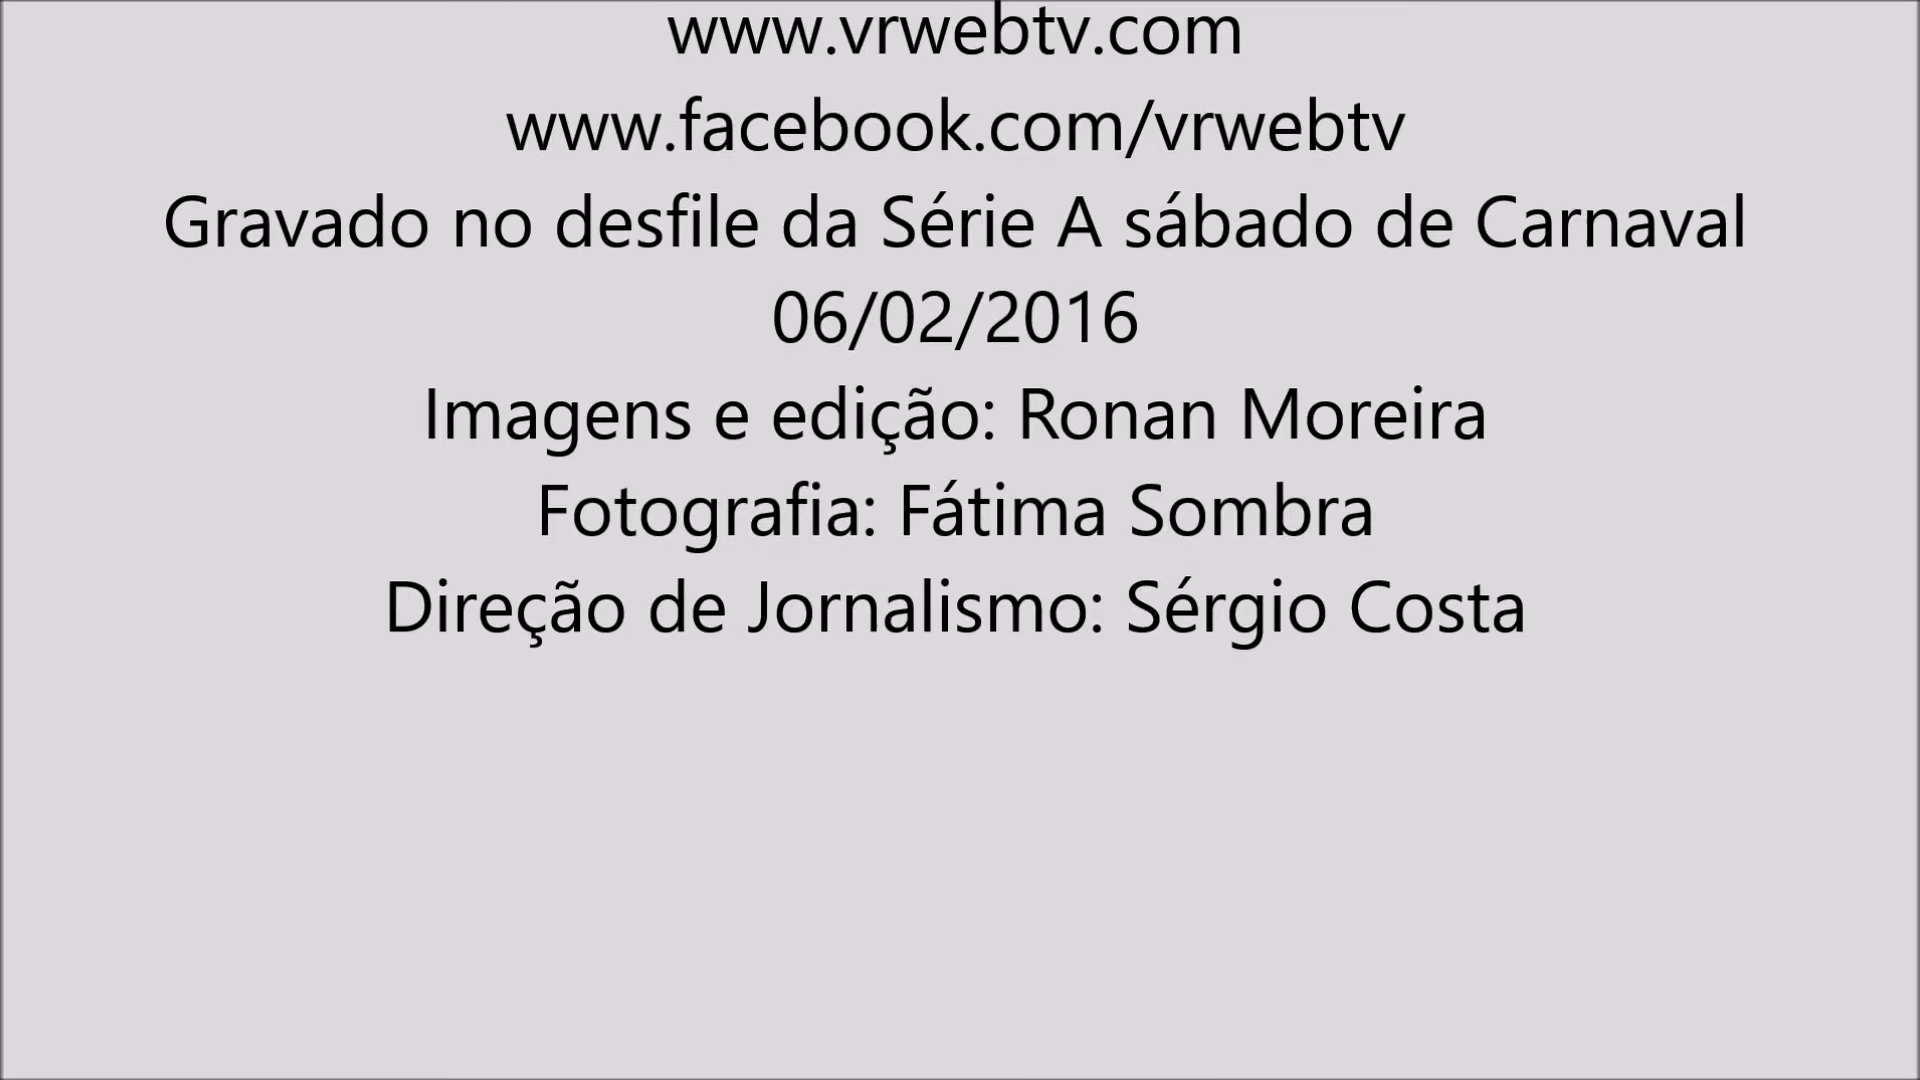 www.vrwebtv.com
www.facebook.com/vrwebtv
Gravado no desfile da Série A sábado de Carnaval
06/02/2016
Imagens e edição: Ronan Moreira
Fotografia: Fátima Sombra
Direção de Jornalismo: Sérgio Costa